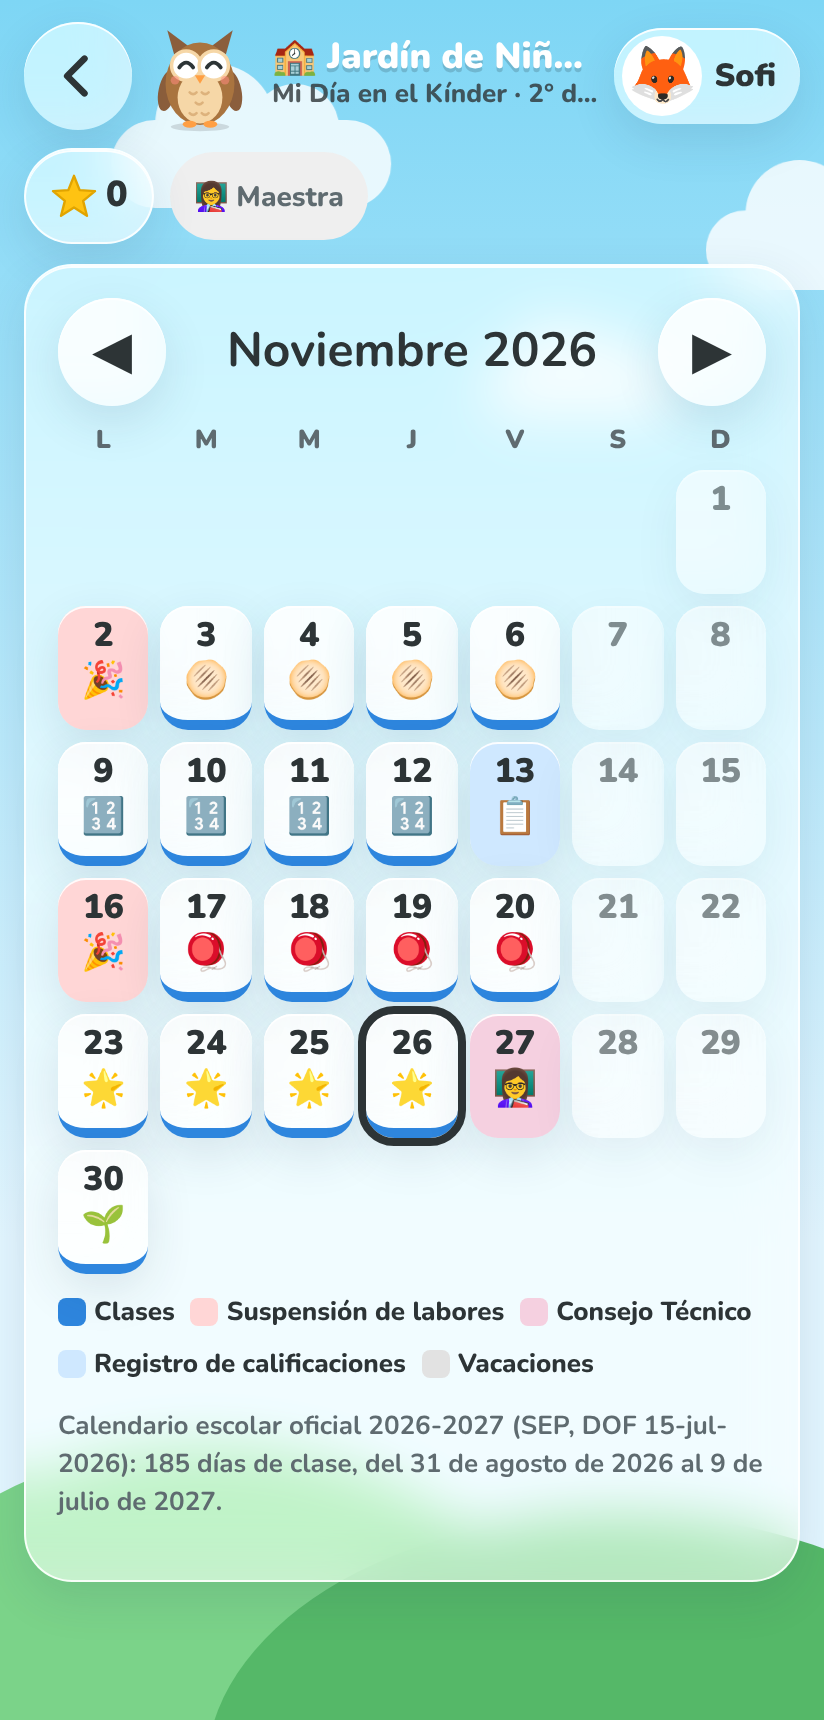 Jardín de Niñ...
Mi Día en el Kínder · 2° d...
Sofi
0
Maestra
Noviembre 2026
L M M J V S D
1
2 3 4 5 6 7 8
9 10 11 12 13 14 15
16 17 18 19 20 21 22
23 24 25 26 27 28 29
30
Clases Suspensión de labores Consejo Técnico
Registro de calificaciones Vacaciones
Calendario escolar oficial 2026-2027 (SEP, DOF 15-jul-
2026): 185 días de clase, del 31 de agosto de 2026 al 9 de
julio de 2027.